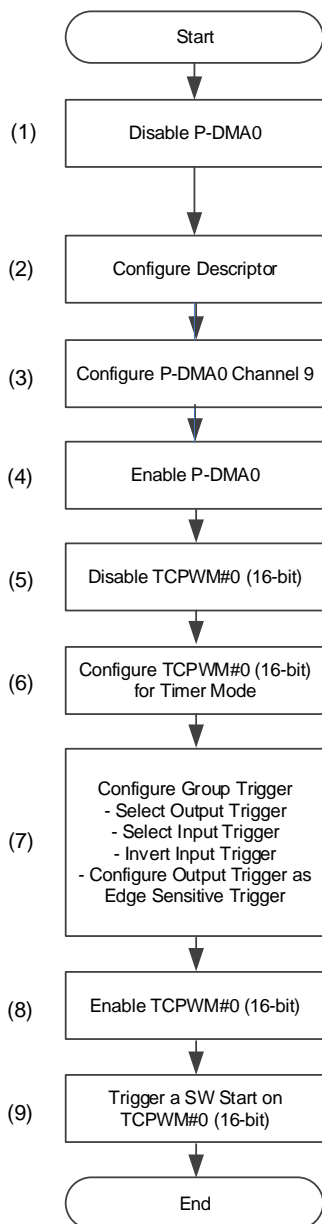 Start
(1)
Disable P-DMA0
(2)
Configure Descriptor
(3)
Configure P-DMA0 Channel 9
(4)
Enable P-DMA0
(5)
Disable TCPWM#0 (16-bit)
(6)
Configure TCPWM#0 (16-bit)
for Timer Mode
(7)
Configure Group Trigger
- Select Output Trigger
- Select Input Trigger
- Invert Input Trigger
- Configure Output Trigger as
Edge Sensitive Trigger
(8)
Enable TCPWM#0 (16-bit)
(9)
Trigger a SW Start on
TCPWM#0 (16-bit)
End